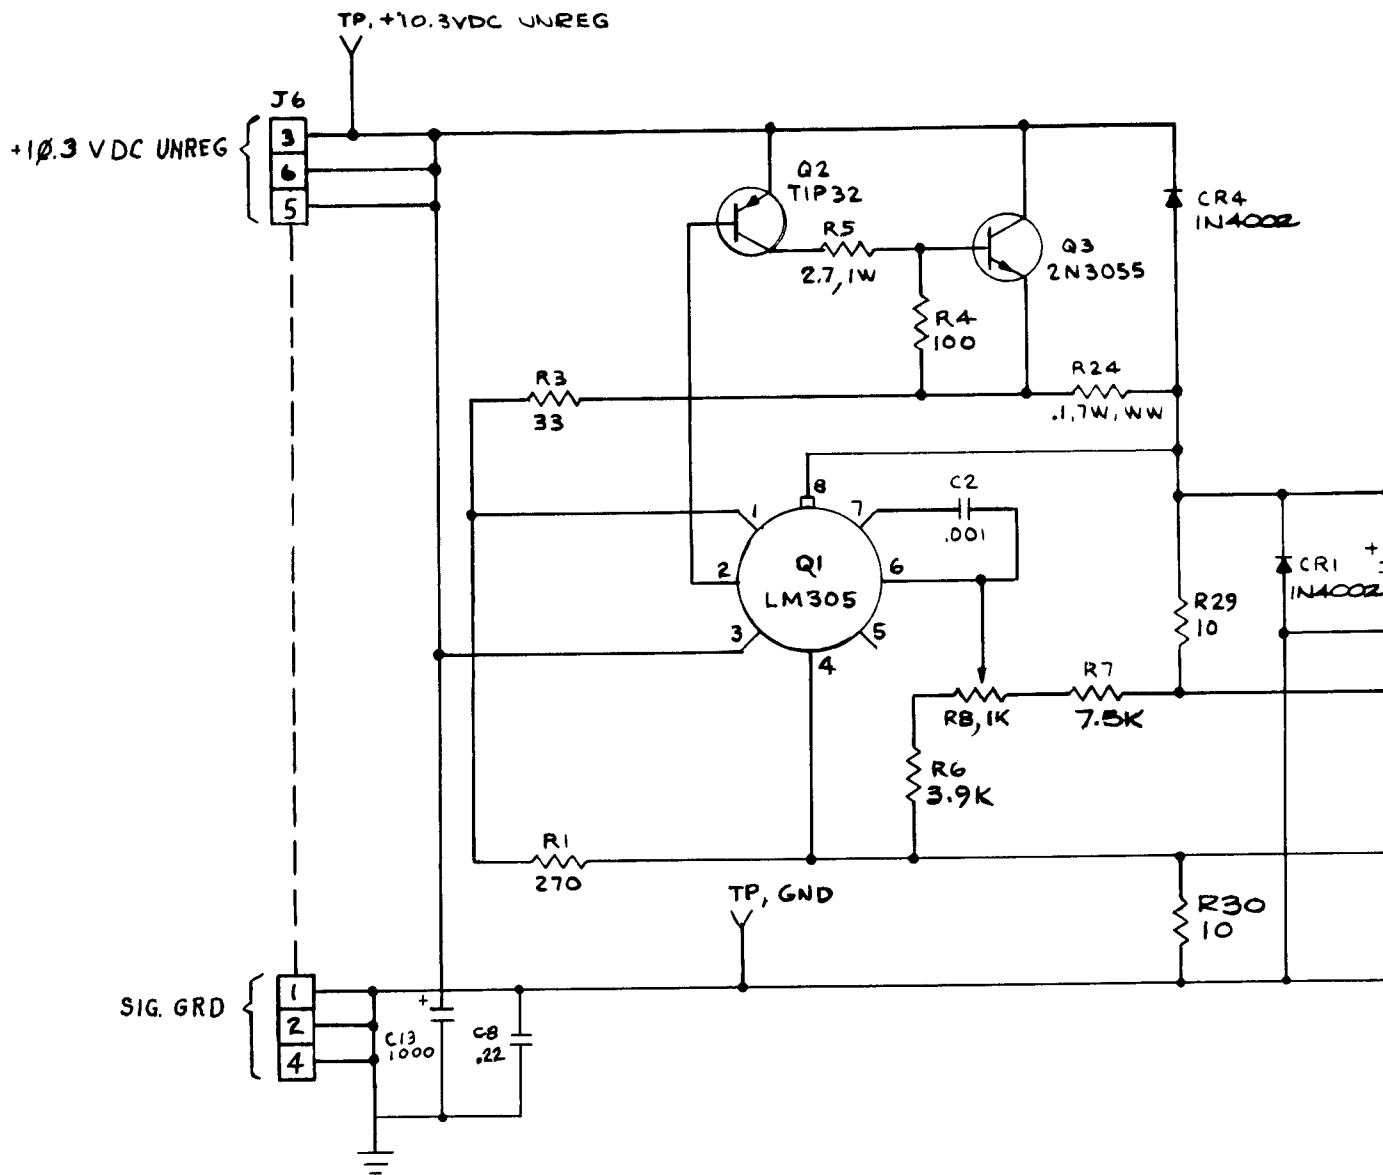 TP, +10.3VDC UNREG
J6
+1Ø.3 VDC UNREG
3
6
5
Q2
TIP32
R5
2.7, 1W
Q3
2N3055
CR4
1N4002
R4
100
R3
33
R24
.1, 7W, WW
8
1
7
C2
.001
2
Q1
LM305
6
3
5
4
+
CR1
1N4002
R29
10
R8, 1K
R7
7.5K
R6
3.9K
R1
270
TP, GND
R30
10
SIG. GRD
1
2
4
+
C13
1000
C8
.22